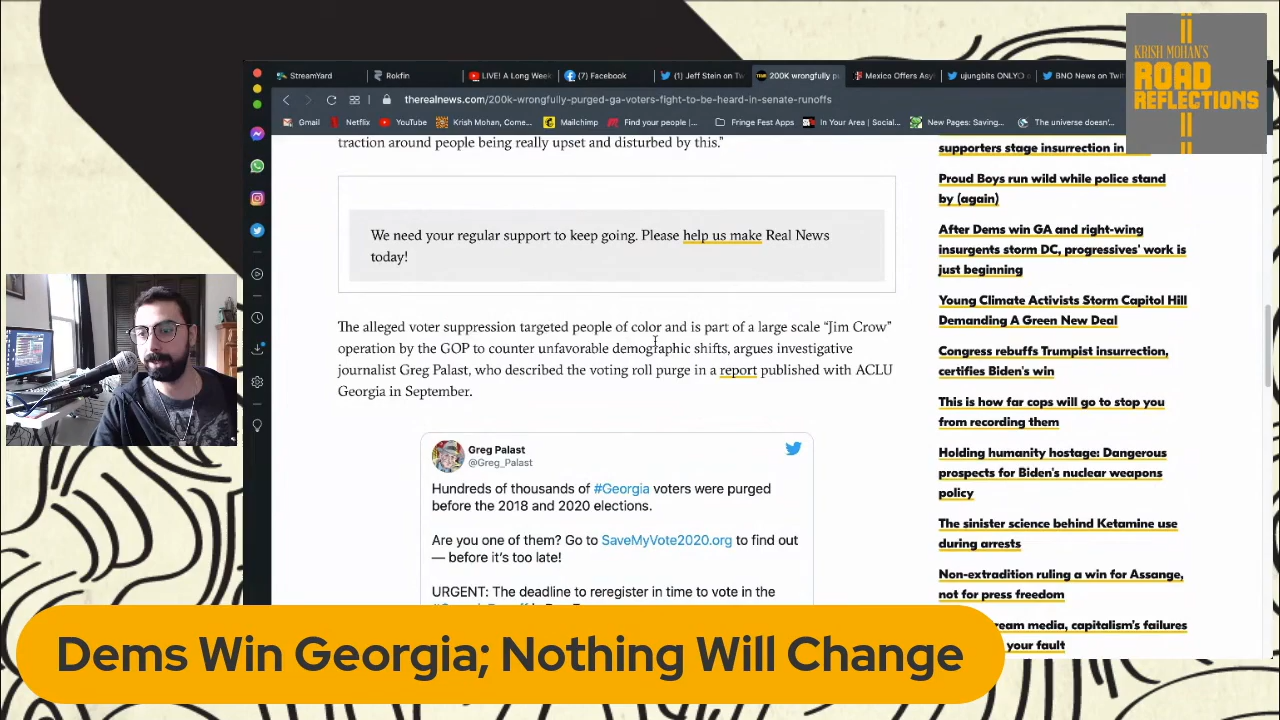 KRISH MOHAN'S
ROAD
REFLECTIONS
StreamYard
Rokfin
LIVE! A Long Week
(7) Facebook
(1) Jeff Stein on Tw
200K wrongfully p
Mexico Offers Asy
ujungbits ONLYO
BNO News on Twit
therealnews.com/200k-wrongfully-purged-ga-voters-fight-to-be-heard-in-senate-runoffs
Gmail
Netflix
YouTube
Krish Mohan, Come...
Mailchimp
Find your people |...
Fringe Fest Apps
In Your Area | Social...
New Pages: Saving...
The universe doesn'...
traction around people being really upset and disturbed by this."
We need your regular support to keep going. Please help us make Real News
today!
The alleged voter suppression targeted people of color and is part of a large scale "Jim Crow"
operation by the GOP to counter unfavorable demographic shifts, argues investigative
journalist Greg Palast, who described the voting roll purge in a report published with ACLU
Georgia in September.
Greg Palast
@Greg_Palast
Hundreds of thousands of #Georgia voters were purged
before the 2018 and 2020 elections.
Are you one of them? Go to SaveMyVote2020.org to find out
— before it's too late!
URGENT: The deadline to reregister in time to vote in the
supporters stage insurrection in
Proud Boys run wild while police stand
by (again)
After Dems win GA and right-wing
insurgents storm DC, progressives' work is
just beginning
Young Climate Activists Storm Capitol Hill
Demanding A Green New Deal
Congress rebuffs Trumpist insurrection,
certifies Biden's win
This is how far cops will go to stop you
from recording them
Holding humanity hostage: Dangerous
prospects for Biden's nuclear weapons
policy
The sinister science behind Ketamine use
during arrests
Non-extradition ruling a win for Assange,
not for press freedom
ream media, capitalism's failures
your fault
Dems Win Georgia; Nothing Will Change